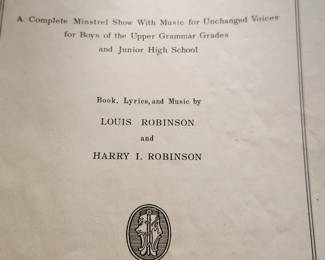 A Complete Minstrel Show With Music for Unchanged Voices
for Boys of the Upper Grammar Grades
and Junior High School
Book, Lyrics, and Music by
LOUIS ROBINSON
and
HARRY I. ROBINSON